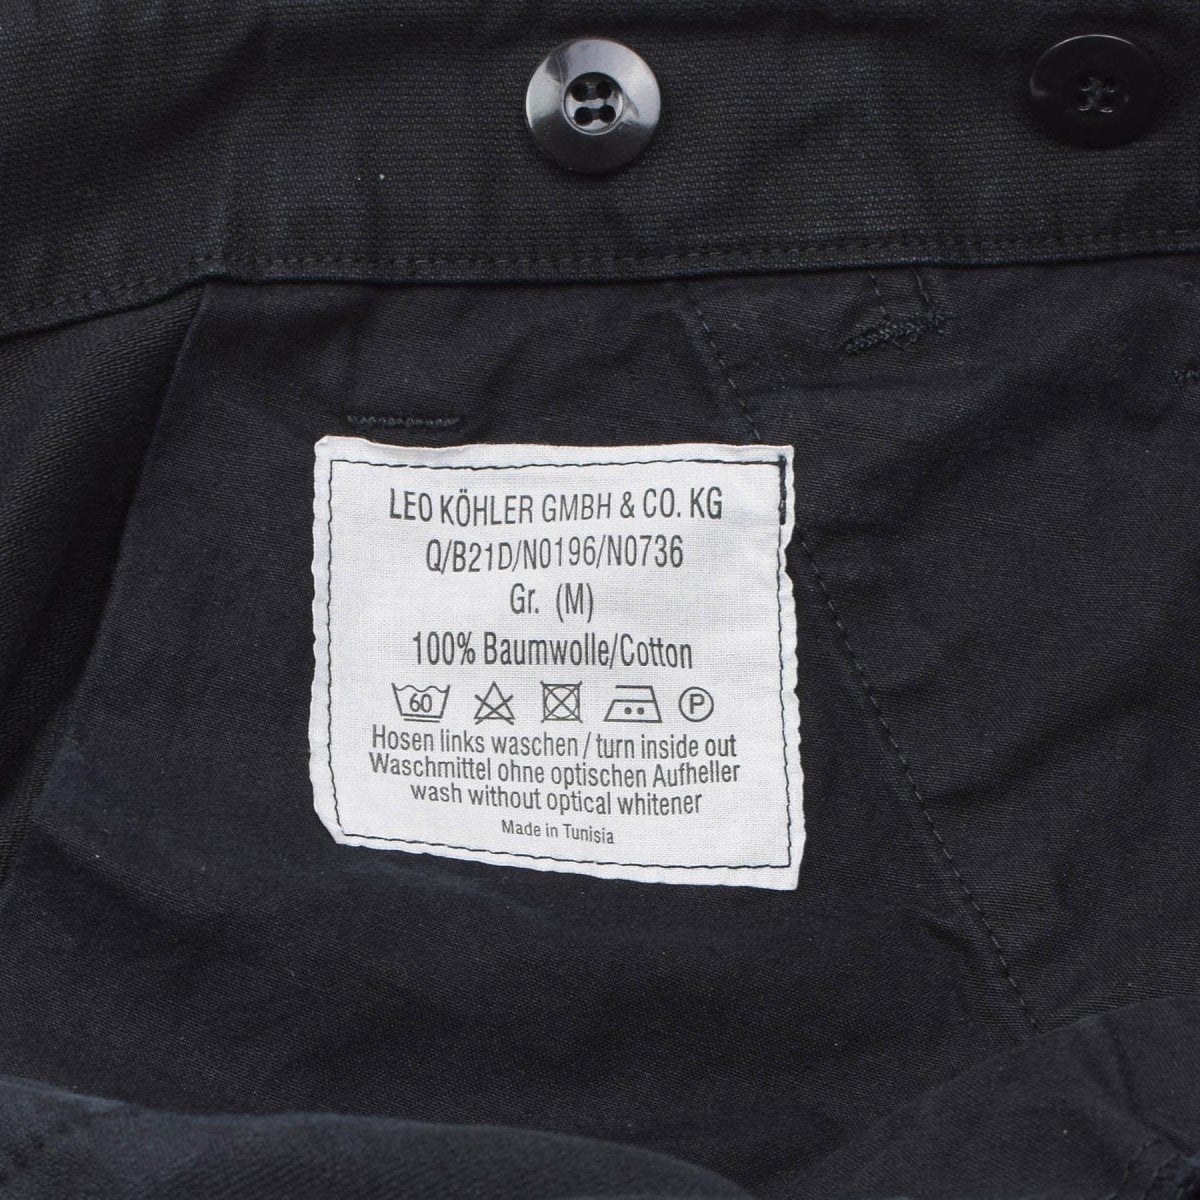 LEO KÖHLER GMBH & CO. KG
Q/B21D/N0196/N0736
Gr. (M)
100% Baumwolle/Cotton
60 P
Hosen links waschen / turn inside out
Waschmittel ohne optischen Aufheller
wash without optical whitener
Made in Tunisia